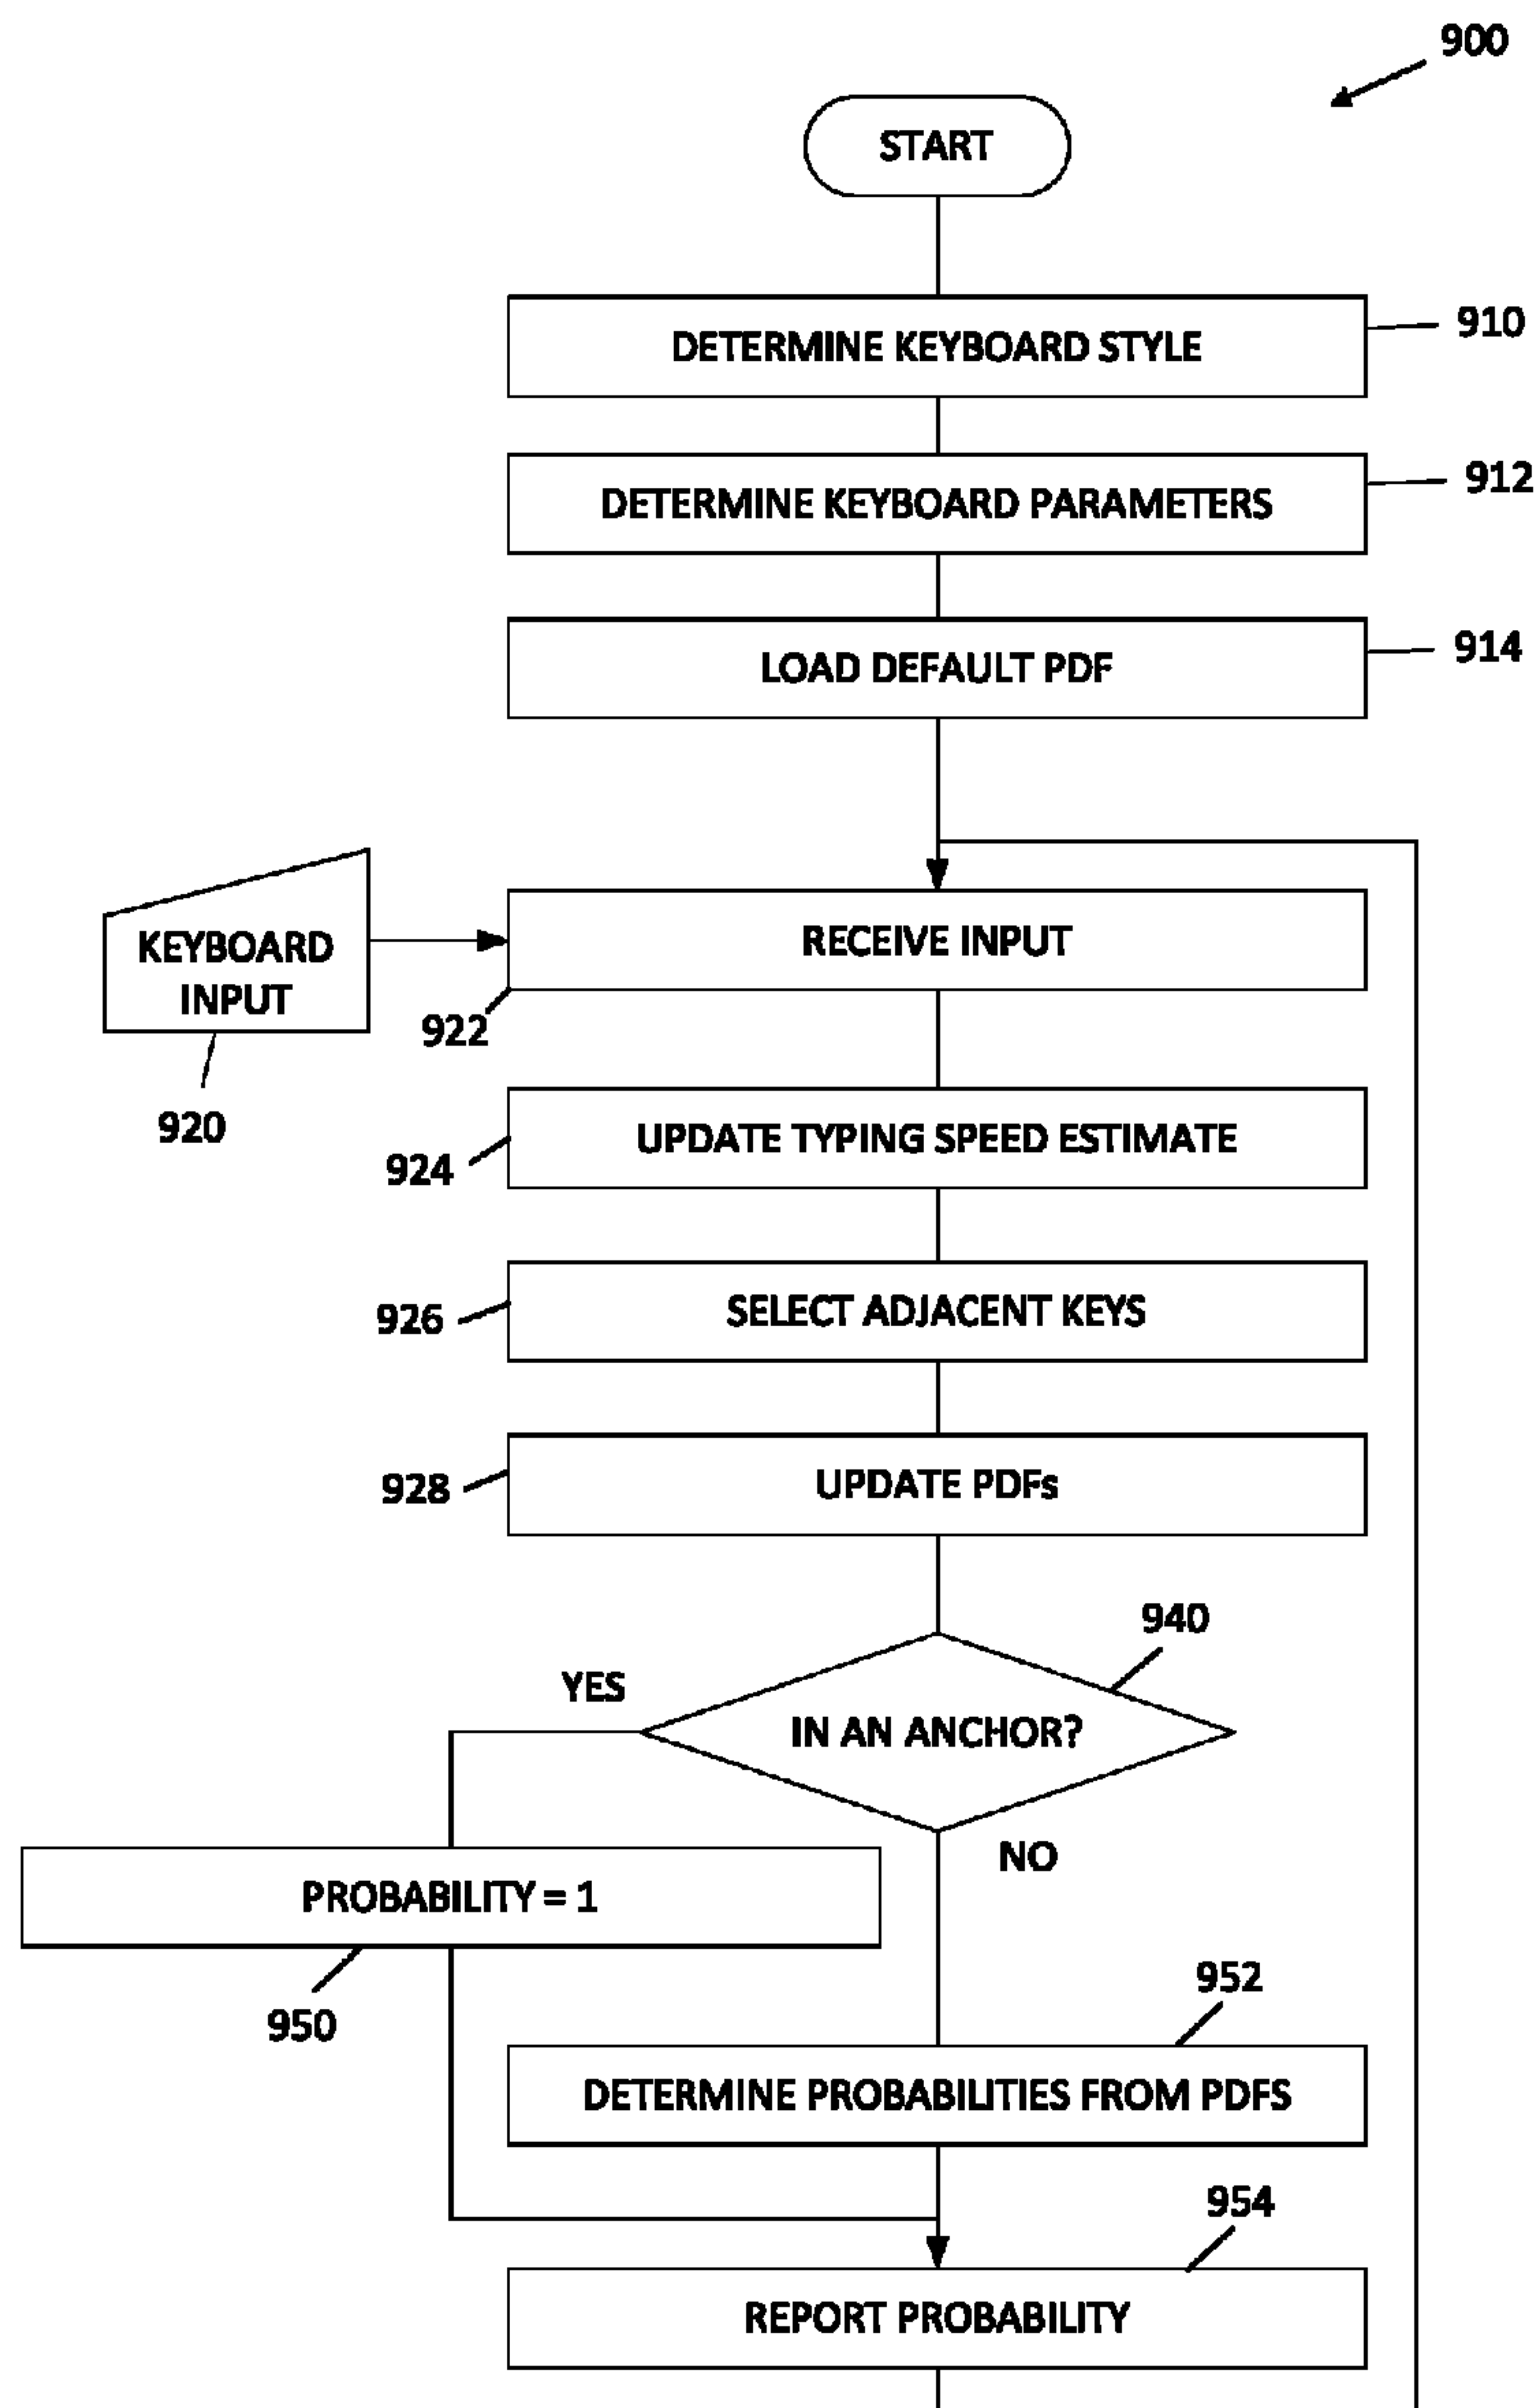 900
START
DETERMINE KEYBOARD STYLE
910
DETERMINE KEYBOARD PARAMETERS
912
LOAD DEFAULT PDF
914
KEYBOARD
INPUT
920
RECEIVE INPUT
922
UPDATE TYPING SPEED ESTIMATE
924
SELECT ADJACENT KEYS
926
UPDATE PDFs
928
940
YES
IN AN ANCHOR?
NO
PROBABILITY = 1
950
952
DETERMINE PROBABILITIES FROM PDFS
954
REPORT PROBABILITY